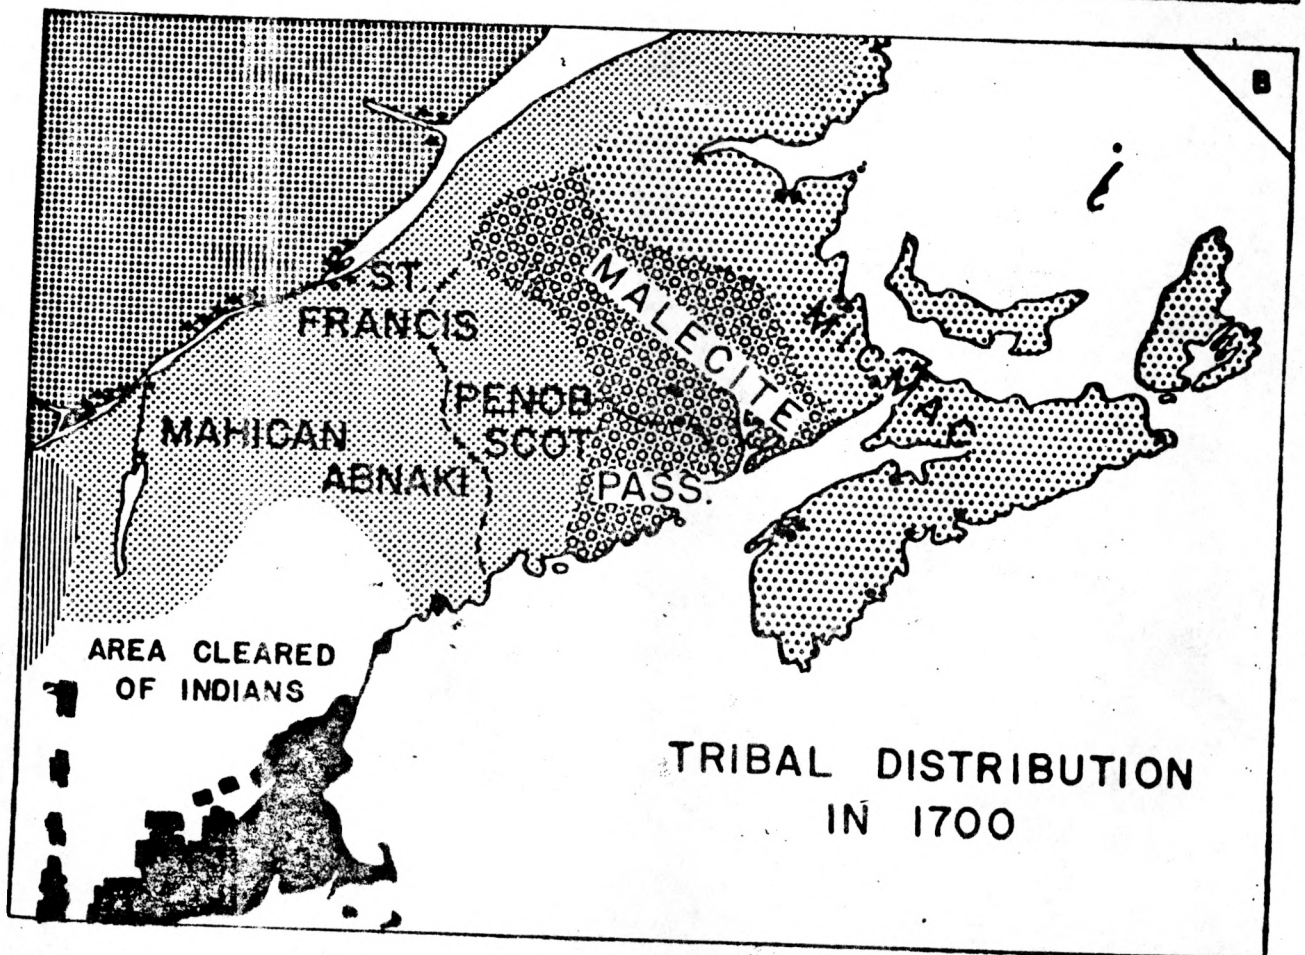 B
ST.
FRANCIS
MALECITE
MICMAC
PENOB
SCOT
MAHICAN
ABNAKI
PASS.
AREA CLEARED
OF INDIANS
TRIBAL DISTRIBUTION
IN 1700